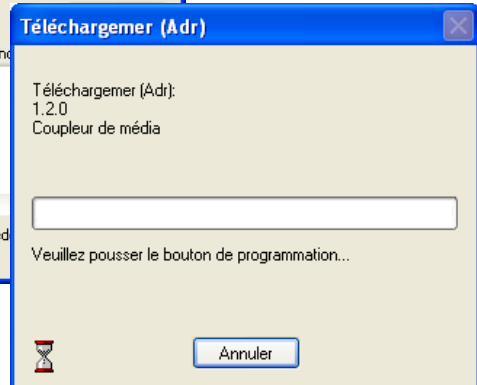 Téléchargemer (Adr)
Téléchargemer (Adr):
1.2.0
Coupleur de média
Veuillez pousser le bouton de programmation...
Annuler